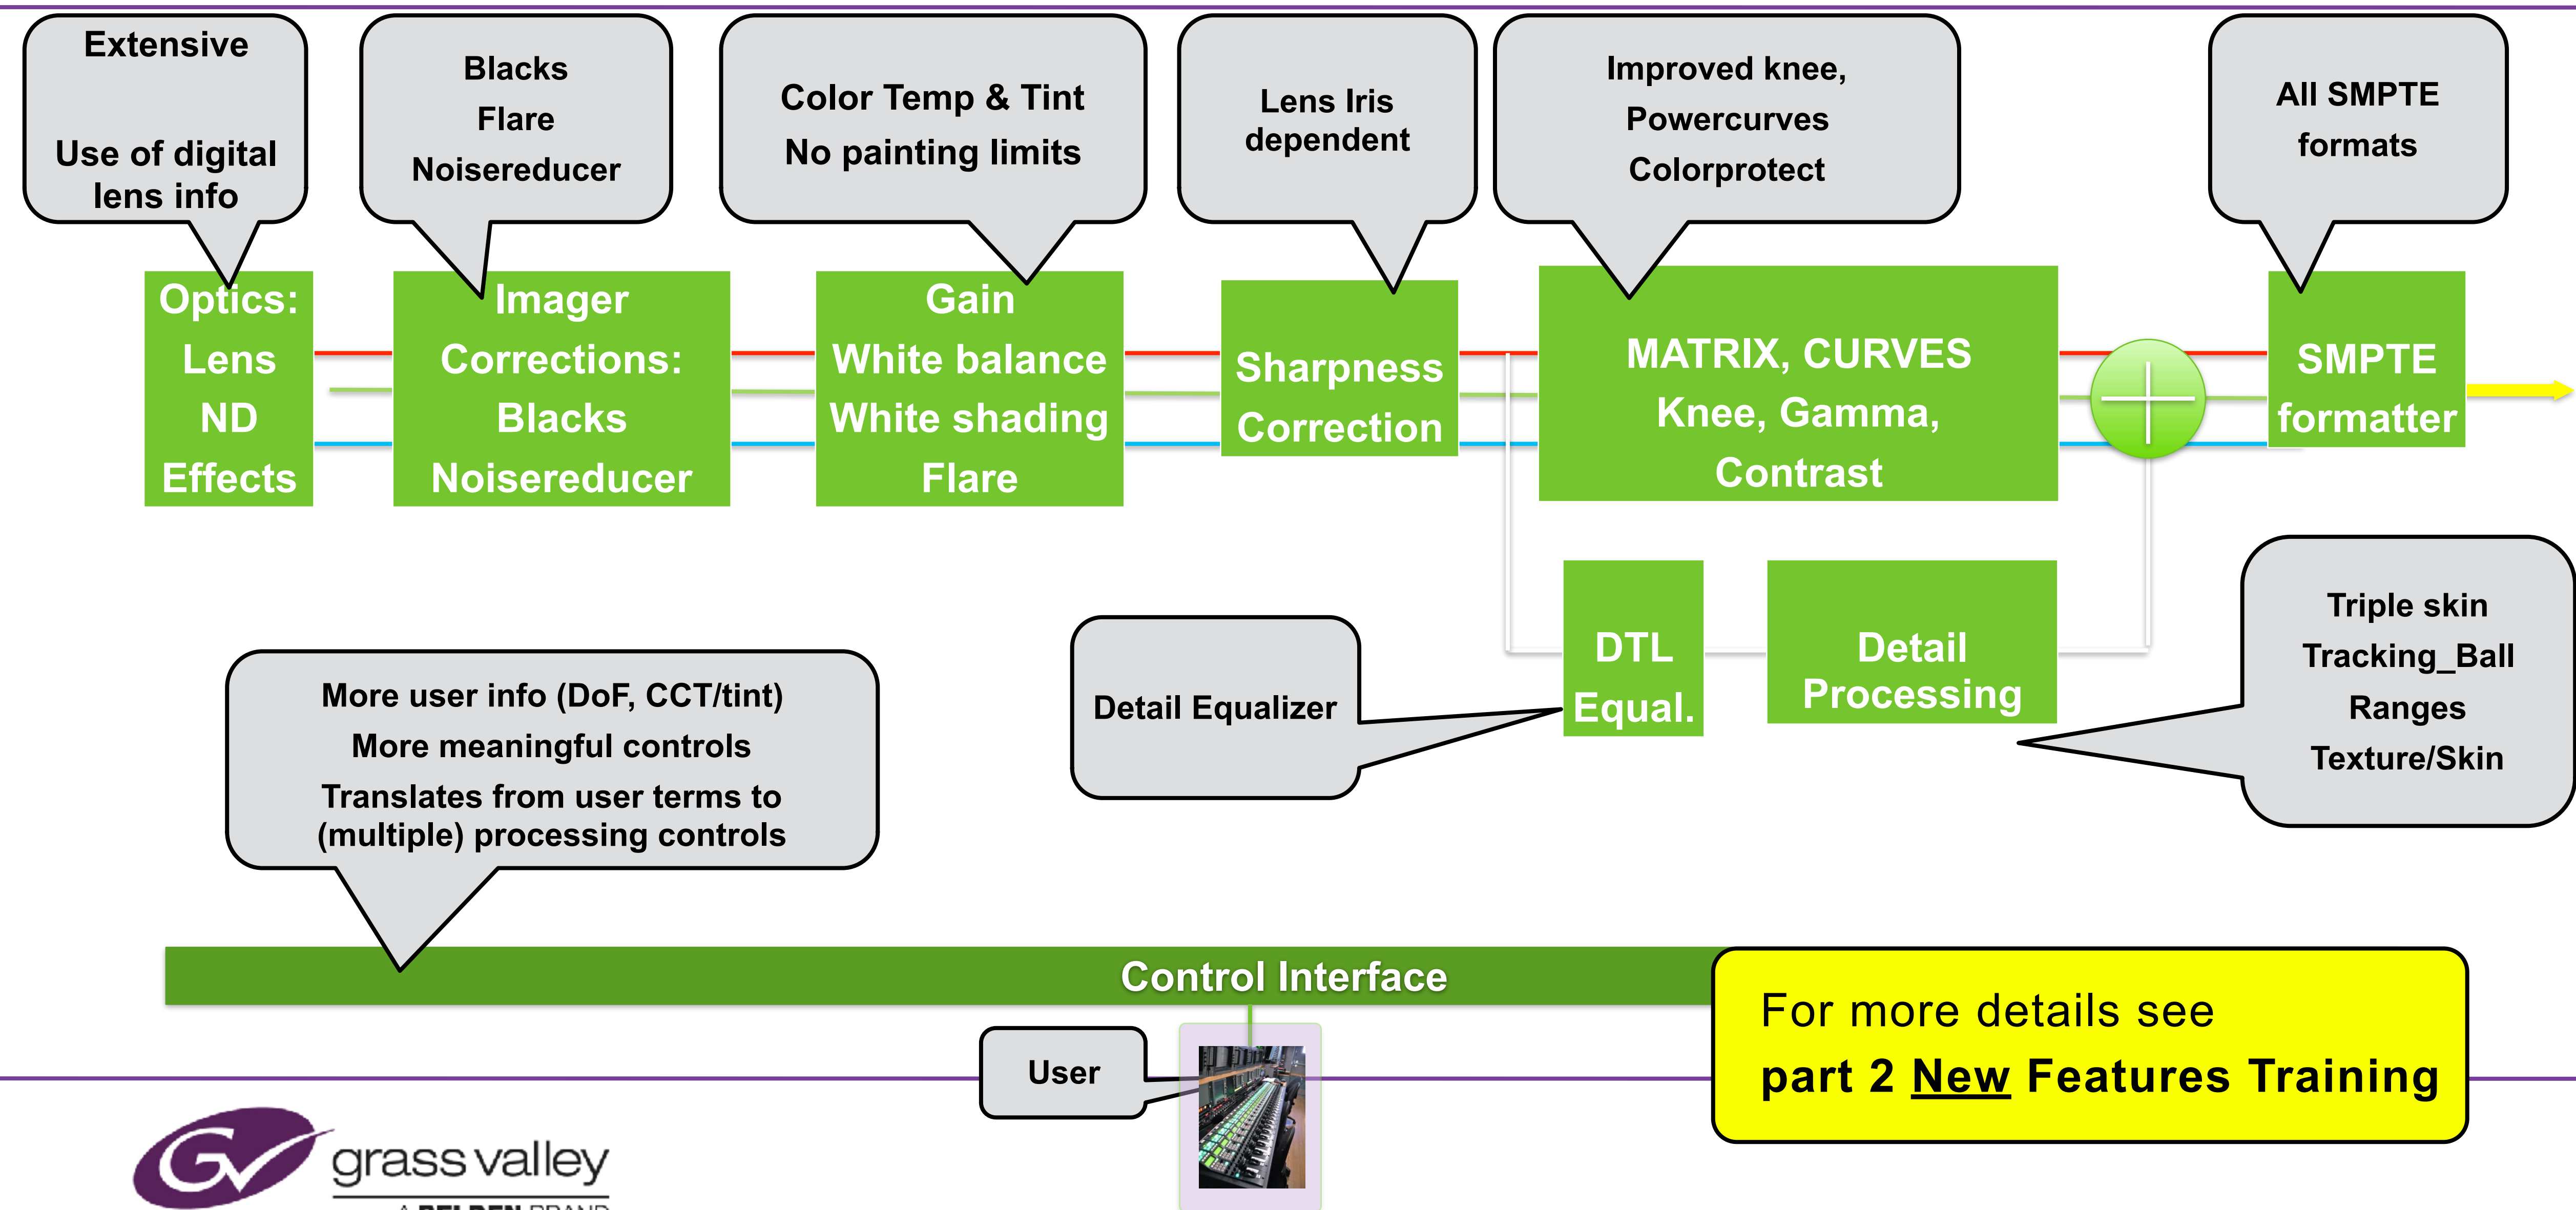 Extensive
Use of digital
lens info
Blacks
Flare
Noisereducer
Color Temp & Tint
No painting limits
Lens Iris
dependent
Improved knee,
Powercurves
Colorprotect
All SMPTE
formats
Optics:
Lens
ND
Effects
Imager
Corrections:
Blacks
Noisereducer
Gain
White balance
White shading
Flare
Sharpness
Correction
MATRIX, CURVES
Knee, Gamma,
Contrast
SMPTE
formatter
DTL
Equal.
Detail
Processing
Detail Equalizer
Triple skin
Tracking_Ball
Ranges
Texture/Skin
More user info (DoF, CCT/tint)
More meaningful controls
Translates from user terms to
(multiple) processing controls
Control Interface
User
For more details see
part 2 New Features Training
GV
grass valley
A BELDEN BRAND